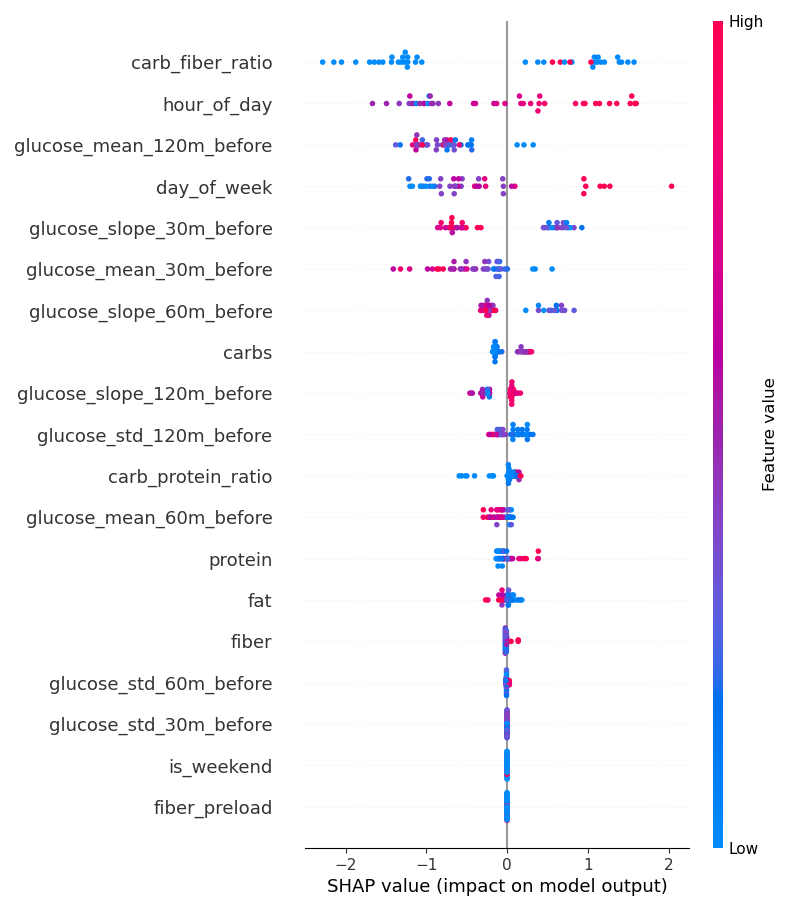 High
carb_fiber_ratio
hour_of_day
glucose_mean_120m_before
day_of_week
glucose_slope_30m_before
glucose_mean_30m_before
glucose_slope_60m_before
carbs
glucose_slope_120m_before
glucose_std_120m_before
carb_protein_ratio
glucose_mean_60m_before
protein
fat
fiber
glucose_std_60m_before
glucose_std_30m_before
is_weekend
fiber_preload
Feature value
Low
−2 −1 0 1 2
SHAP value (impact on model output)